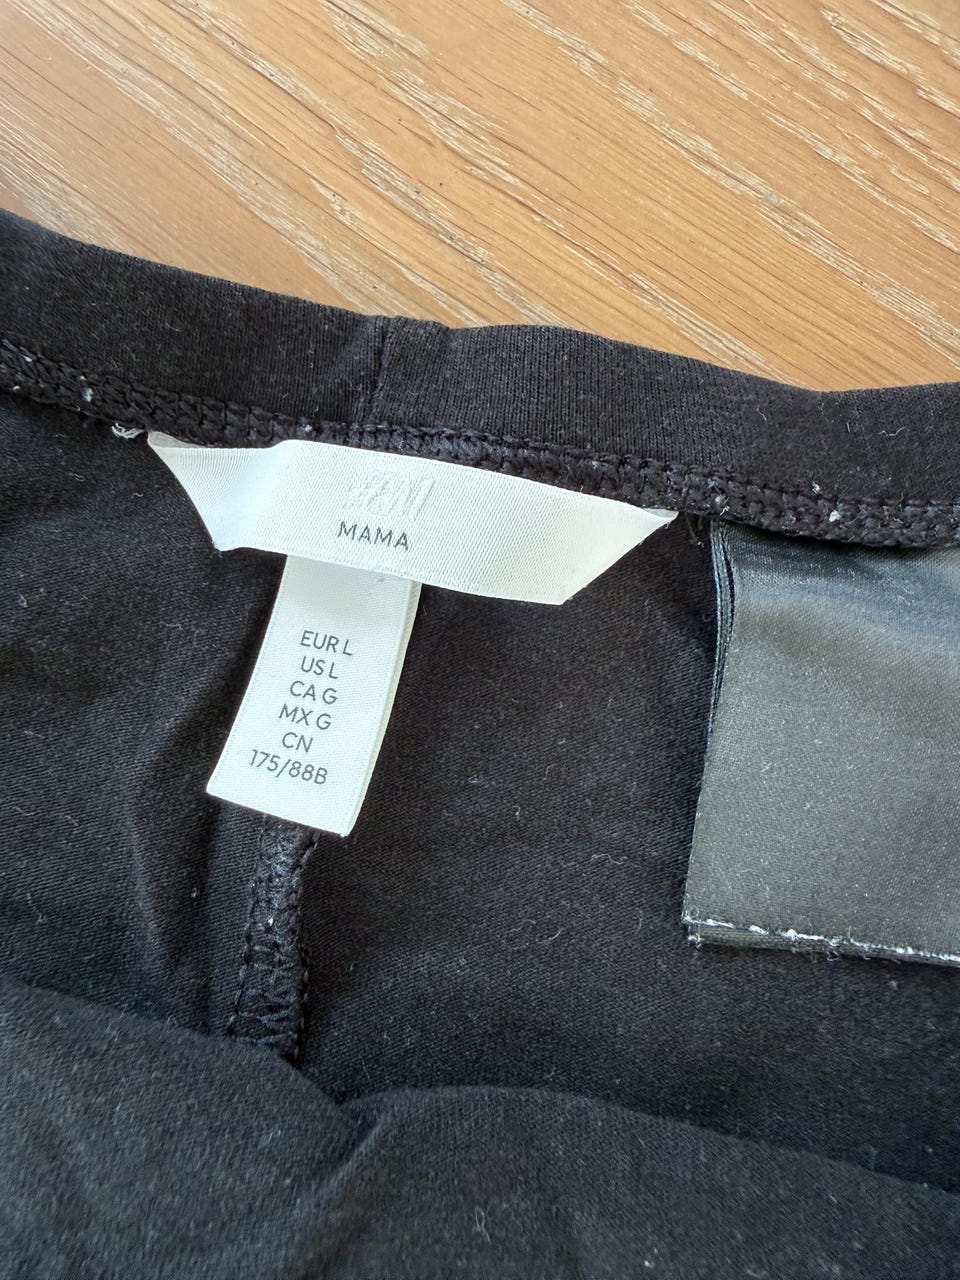 H&M
MAMA
EUR L
US L
CA G
MX G
CN
175/88B